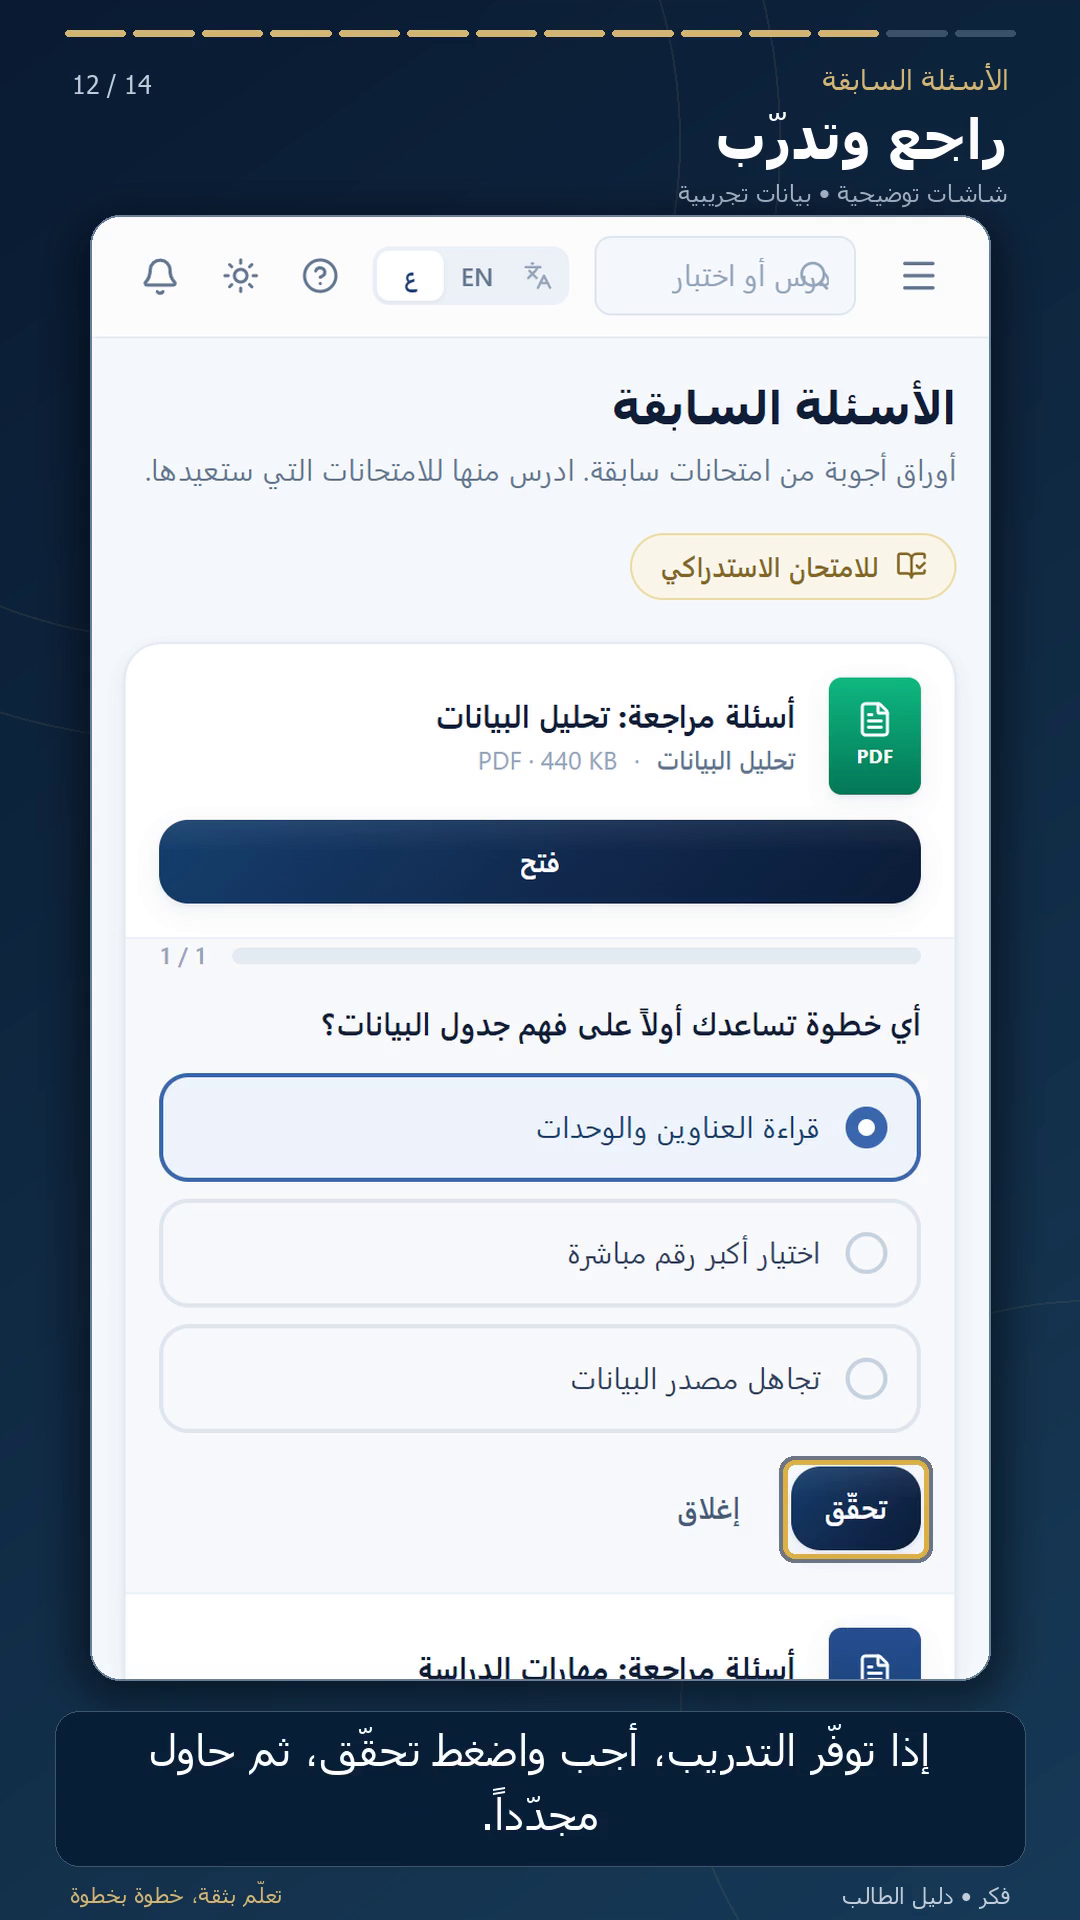 الأسئلة السابقة
12 / 14
راجع وتدرّب
شاشات توضيحية • بيانات تجريبية
أو اختبار
EN
ع
الأسئلة السابقة
أوراق أجوبة من امتحانات سابقة. ادرس منها للامتحانات التي ستعيدها.
للامتحان الاستدراكي
أسئلة مراجعة: تحليل البيانات
تحليل البيانات · PDF · 440 KB
PDF
فتح
1 / 1
أي خطوة تساعدك أولاً على فهم جدول البيانات؟
قراءة العناوين والوحدات
اختيار أكبر رقم مباشرة
تجاهل مصدر البيانات
تحقّق
إغلاق
أسئلة مراجعة: مهارات الدراسة
إذا توفّر التدريب، أجب واضغط تحقّق، ثم حاول
مجدّداً.
فكر • دليل الطالب
تعلّم بثقة، خطوة بخطوة